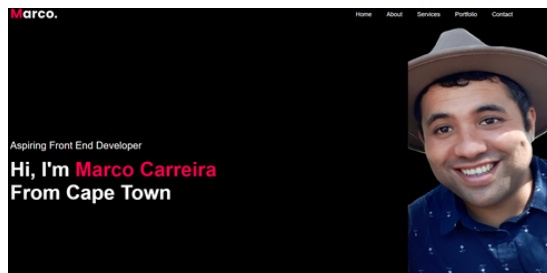 Marco.
Home About Services Portfolio Contact
Aspiring Front End Developer
Hi, I'm Marco Carreira
From Cape Town